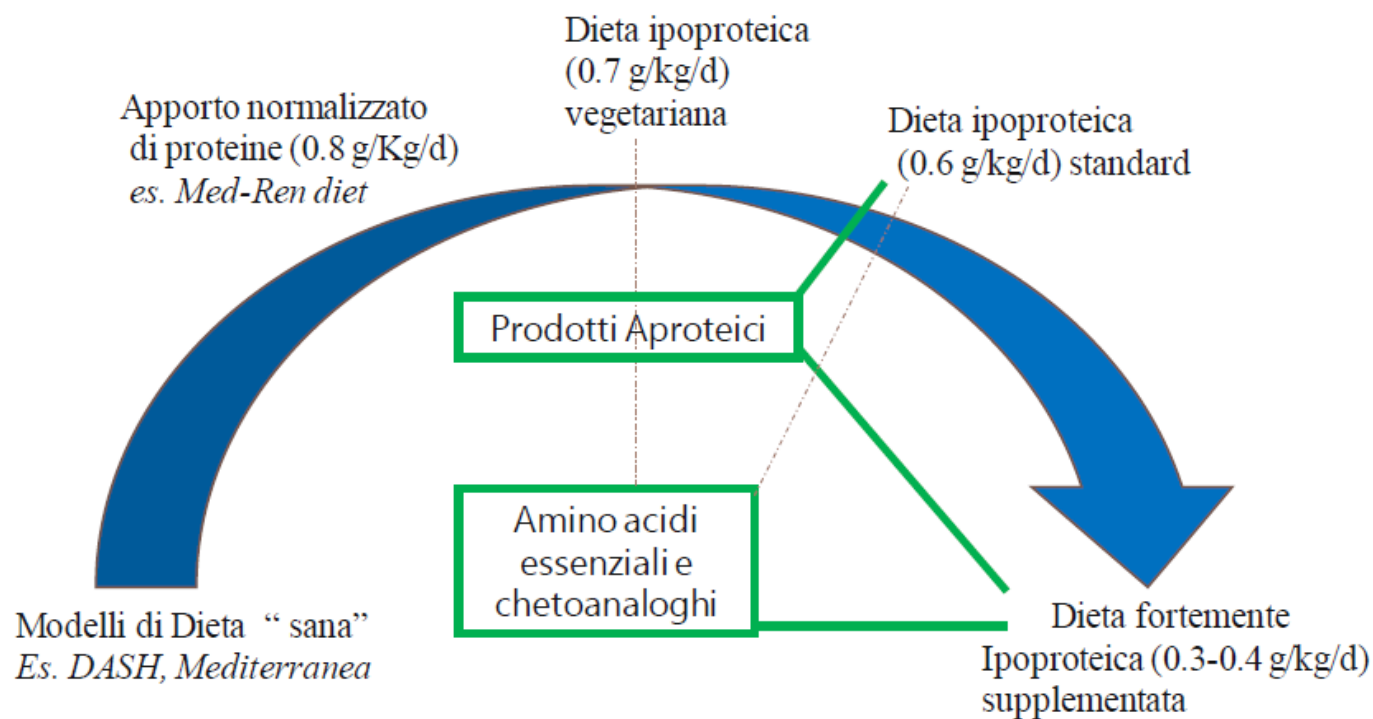 Dieta ipoproteica
(0.7 g/kg/d)
vegetariana
Apporto normalizzato
di proteine (0.8 g/Kg/d)
es. Med-Ren diet
Dieta ipoproteica
(0.6 g/kg/d) standard
Prodotti Aproteici
Amino acidi
essenziali e
chetoanaloghi
Modelli di Dieta “ sana”
Es. DASH, Mediterranea
Dieta fortemente
Ipoproteica (0.3-0.4 g/kg/d)
supplementata